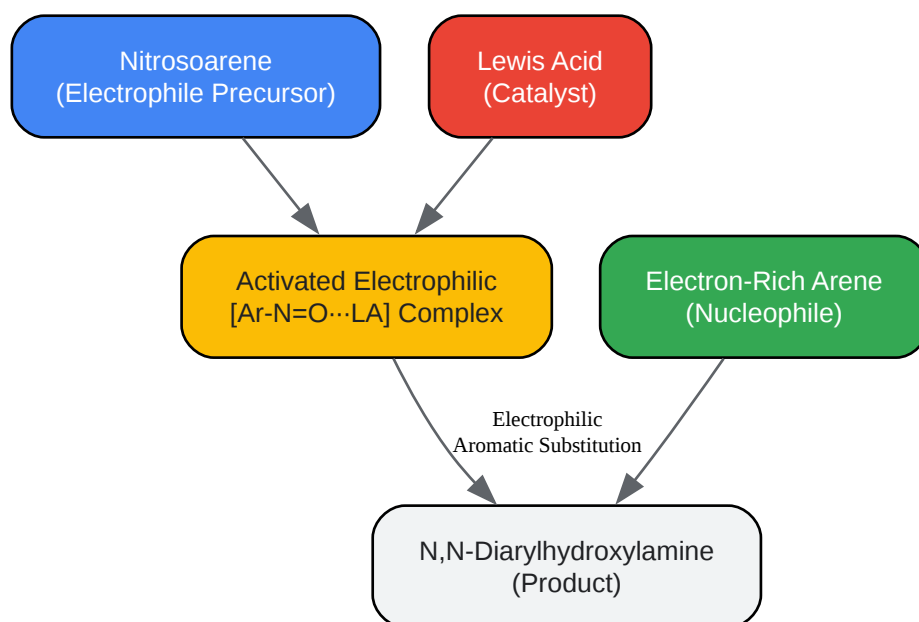 Nitrosoarene
(Electrophile Precursor)
Lewis Acid
(Catalyst)
Activated Electrophilic
[Ar-N=O···LA] Complex
Electron-Rich Arene
(Nucleophile)
Electrophilic
Aromatic Substitution
N,N-Diarylhydroxylamine
(Product)